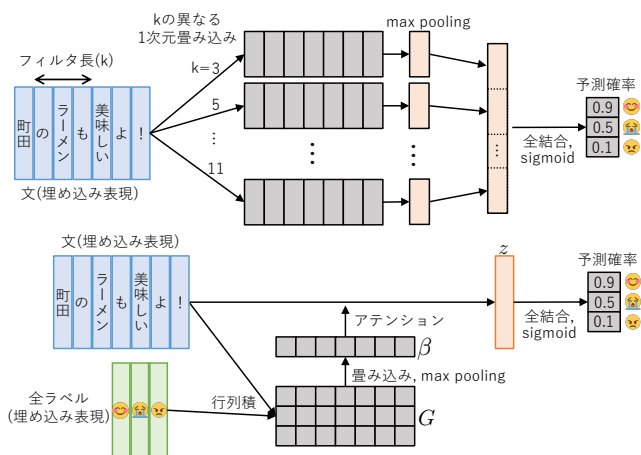 kの異なる
1次元畳み込み
max pooling
フィルタ長(k)
k=3
5
...
11
町田
の
ラーメン
も
美味しい
よ
!
文(埋め込み表現)
⋮
⋮
⋮
全結合,
sigmoid
予測確率
0.9 😊
0.5 😭
0.1 😠
文(埋め込み表現)
町田
の
ラーメン
も
美味しい
よ
!
z
アテンション
β
畳み込み, max pooling
全結合,
sigmoid
予測確率
0.9 😊
0.5 😭
0.1 😠
全ラベル
(埋め込み表現)
😊 😭 😠
行列積
G